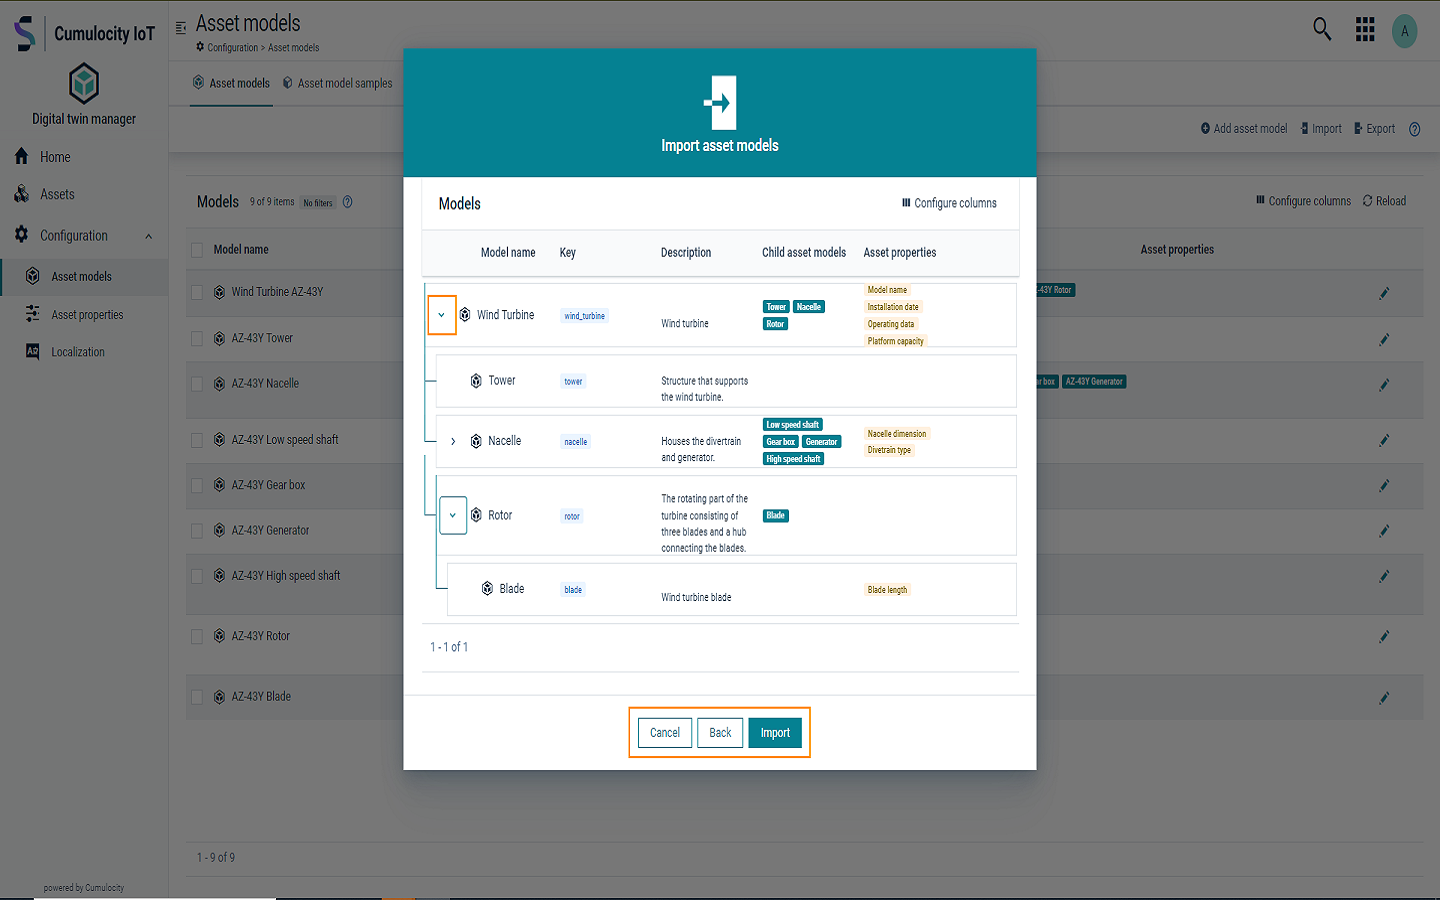 Cumulocity IoT
Digital twin manager
Home
Assets
Configuration
Asset models
Asset properties
Localization
powered by Cumulocity
Asset models
Configuration > Asset models
A
Asset models
Asset model samples
Add asset model
Import
Export
Models
9 of 9 items
No filters
Configure columns
Reload
Model name
Asset properties
Wind Turbine AZ-43Y
-43Y Rotor
AZ-43Y Tower
AZ-43Y Nacelle
box
AZ-43Y Generator
AZ-43Y Low speed shaft
AZ-43Y Gear box
AZ-43Y Generator
AZ-43Y High speed shaft
AZ-43Y Rotor
AZ-43Y Blade
1 - 9 of 9
Import asset models
Models
Configure columns
Model name Key Description Child asset models Asset properties
Wind Turbine
wind_turbine
Wind turbine
Tower Nacelle
Rotor
Model name
Installation date
Operating data
Platform capacity
Tower
tower
Structure that supports
the wind turbine.
Nacelle
nacelle
Houses the divertrain
and generator.
Low speed shaft
Gear box Generator
High speed shaft
Nacelle dimension
Divetrain type
Rotor
rotor
The rotating part of the
turbine consisting of
three blades and a hub
connecting the blades.
Blade
Blade
blade
Wind turbine blade
Blade length
1 - 1 of 1
Cancel Back Import